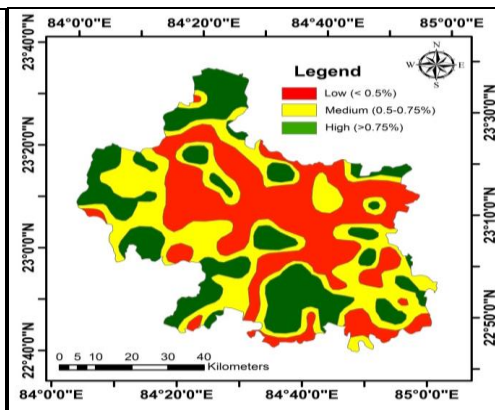 84°0'0"E 84°20'0"E 84°40'0"E 85°0'0"E
23°40'0"N
23°20'0"N
23°0'0"N
22°40'0"N
N
W E
S
Legend
Low (< 0.5%)
Medium (0.5-0.75%)
High (>0.75%)
23°30'0"N
23°10'0"N
22°50'0"N
0 5 10 20 30 40
Kilometers
84°0'0"E 84°20'0"E 84°40'0"E 85°0'0"E